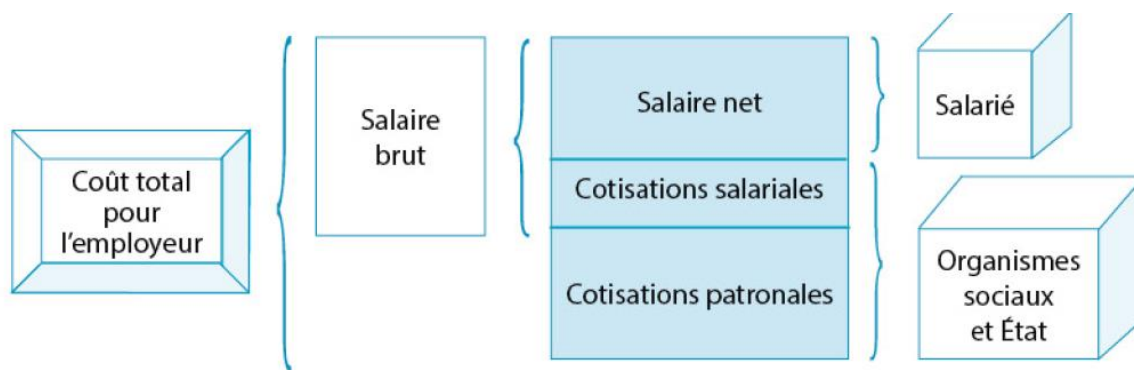 Coût total
pour
l'employeur
Salaire
brut
Salaire net
Cotisations salariales
Cotisations patronales
Salarié
Organismes
sociaux
et État